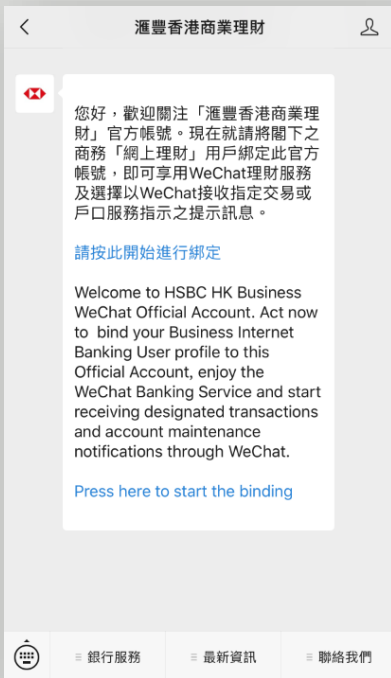 滙豐香港商業理財
您好，歡迎關注「滙豐香港商業理
財」官方帳號。現在就請將閣下之
商務「網上理財」用戶綁定此官方
帳號，即可享用WeChat理財服務
及選擇以WeChat接收指定交易或
戶口服務指示之提示訊息。
請按此開始進行綁定
Welcome to HSBC HK Business
WeChat Official Account. Act now
to  bind your Business Internet
Banking User profile to this
Official Account, enjoy the
WeChat Banking Service and start
receiving designated transactions
and account maintenance
notifications through WeChat.
Press here to start the binding
銀行服務
最新資訊
聯絡我們